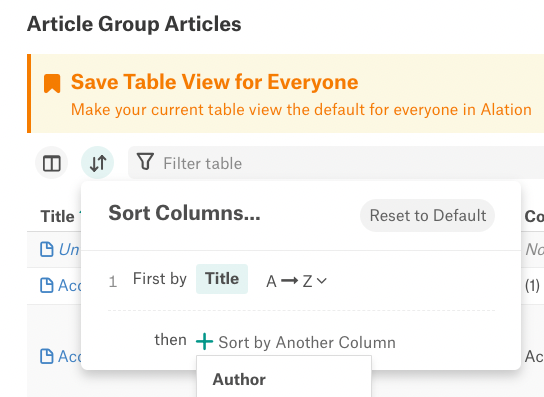 Article Group Articles
Save Table View for Everyone
Make your current table view the default for everyone in Alation
Filter table
Title
Co
Sort Columns...
Reset to Default
Un
No
1 First by Title A → Z
Acc
(1)
then + Sort by Another Column
Acc
Ac
Author